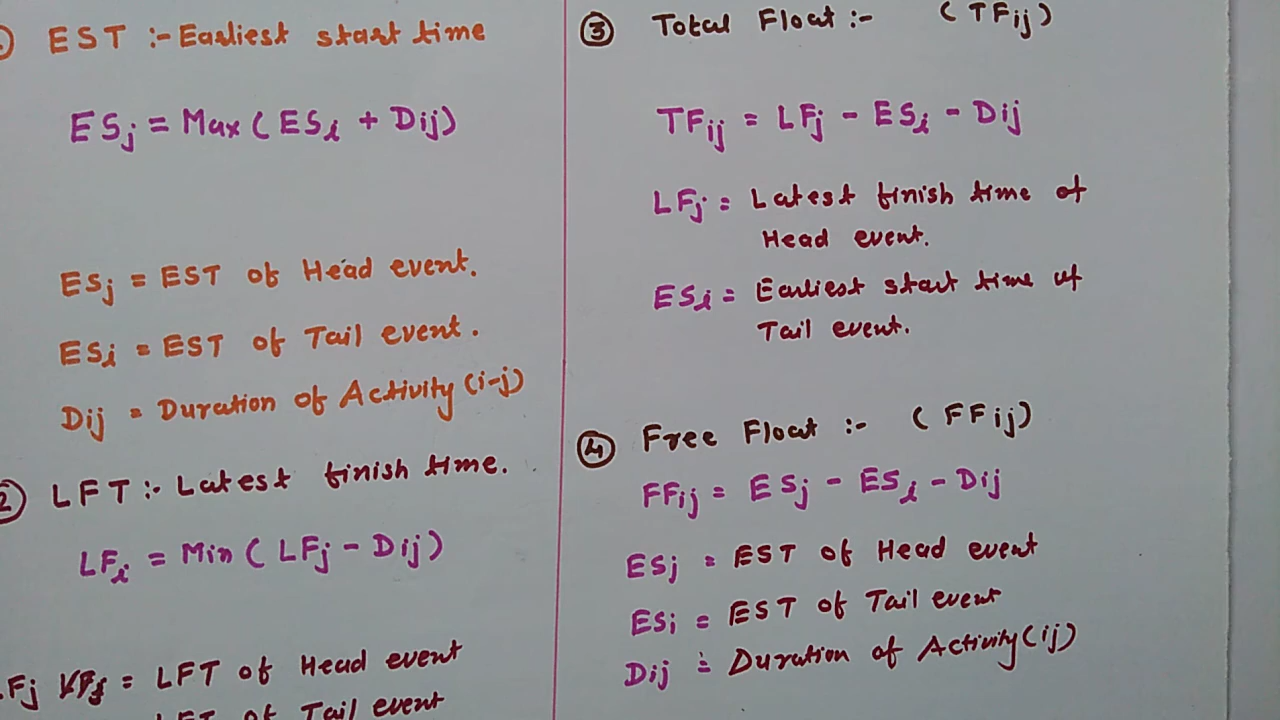 EST :- Earliest start time
ESj = Max ( ESi + Dij)
ESj = EST of Head event.
ESi = EST of Tail event.
Dij = Duration of Activity (i-j)
2 LFT :- Latest finish time.
LFi = Min ( LFj - Dij)
Fj = LFT of Head event
LFT of Tail event
3 Total Float :- (TFij)
TFij = LFj - ESi - Dij
LFj = Latest finish time of
Head event.
ESi = Earliest start time of
Tail event.
4 Free Float :- (FFij)
FFij = ESj - ESi - Dij
ESj = EST of Head event
ESi = EST of Tail event
Dij = Duration of Activity (ij)